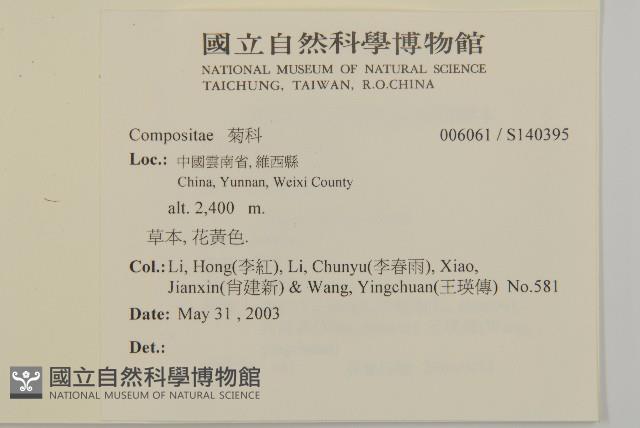 國立自然科學博物館
NATIONAL MUSEUM OF NATURAL SCIENCE
TAICHUNG, TAIWAN, R.O.CHINA
Compositae 菊科 006061 / S140395
Loc.: 中國雲南省, 維西縣
China, Yunnan, Weixi County
alt. 2,400 m.
草本, 花黃色.
Col.: Li, Hong(李紅), Li, Chunyu(李春雨), Xiao,
Jianxin(肖建新) & Wang, Yingchuan(王瑛傳) No.581
Date: May 31 , 2003
Det.:
國立自然科學博物館
NATIONAL MUSEUM OF NATURAL SCIENCE